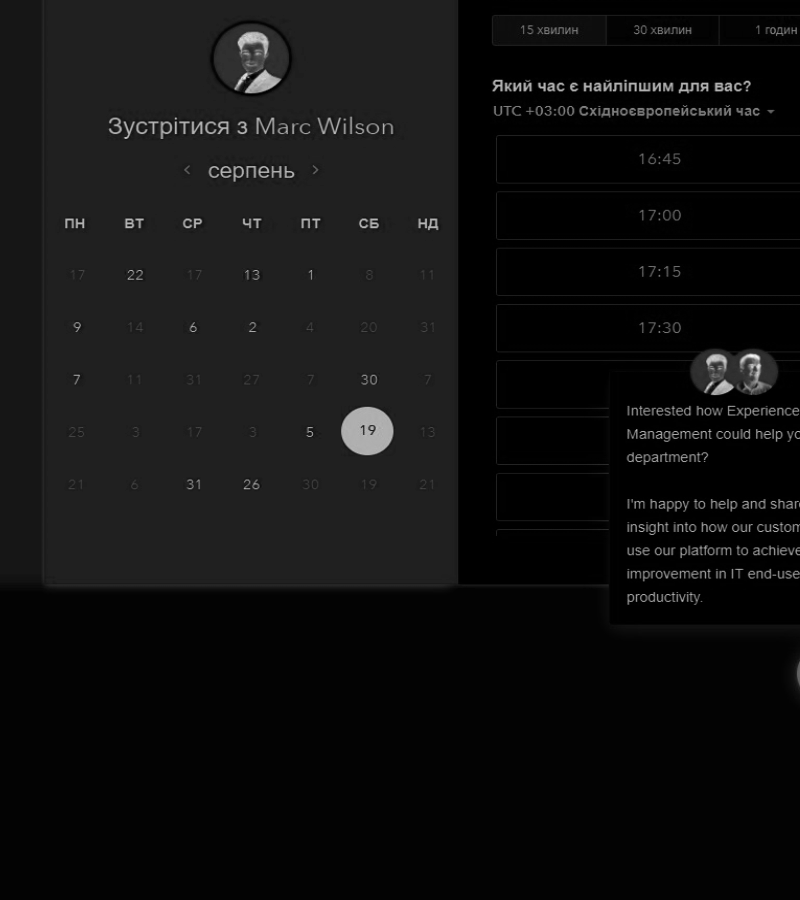 Зустрітися з Marc Wilson
серпень
ПН ВТ СР ЧТ ПТ СБ НД
17 22 17 13 1 8 11
9 14 6 2 4 20 31
7 11 31 27 7 30 7
25 3 17 3 5 19 13
21 6 31 26 30 19 21
15 хвилин 30 хвилин 1 годин
Який час є найліпшим для вас?
UTC +03:00 Східноєвропейський час
16:45
17:00
17:15
17:30
Interested how Experience
Management could help yo
department?
I'm happy to help and share
insight into how our custom
use our platform to achieve
improvement in IT end-use
productivity.